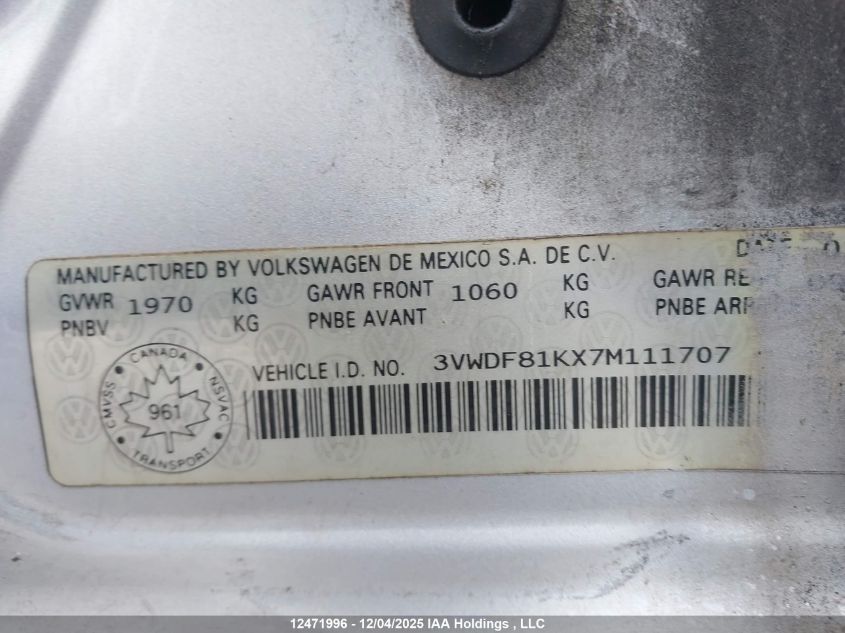 MANUFACTURED BY VOLKSWAGEN DE MEXICO S.A. DE C.V.
GVWR 1970 KG GAWR FRONT 1060 KG GAWR RE
PNBV KG PNBE AVANT KG PNBE ARR
VEHICLE I.D. NO. 3VWDF81KX7M111707
CANADA
CMVSS 961 NSVAC
TRANSPORT
12471996 - 12/04/2025 IAA Holdings , LLC